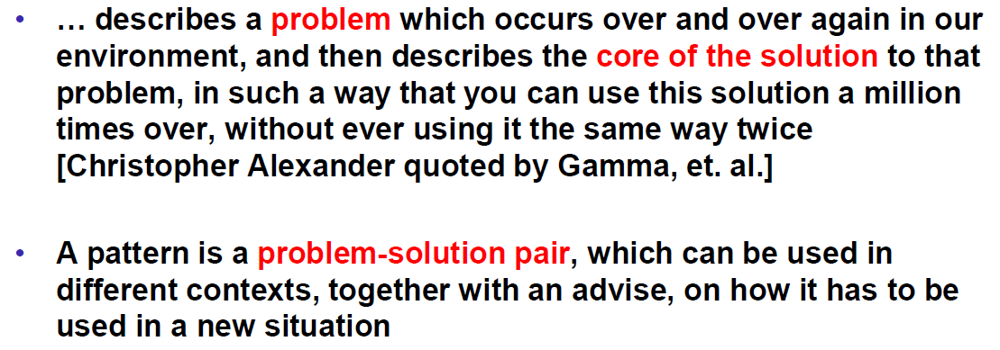 • … describes a problem which occurs over and over again in our
environment, and then describes the core of the solution to that
problem, in such a way that you can use this solution a million
times over, without ever using it the same way twice
[Christopher Alexander quoted by Gamma, et. al.]
• A pattern is a problem-solution pair, which can be used in
different contexts, together with an advise, on how it has to be
used in a new situation